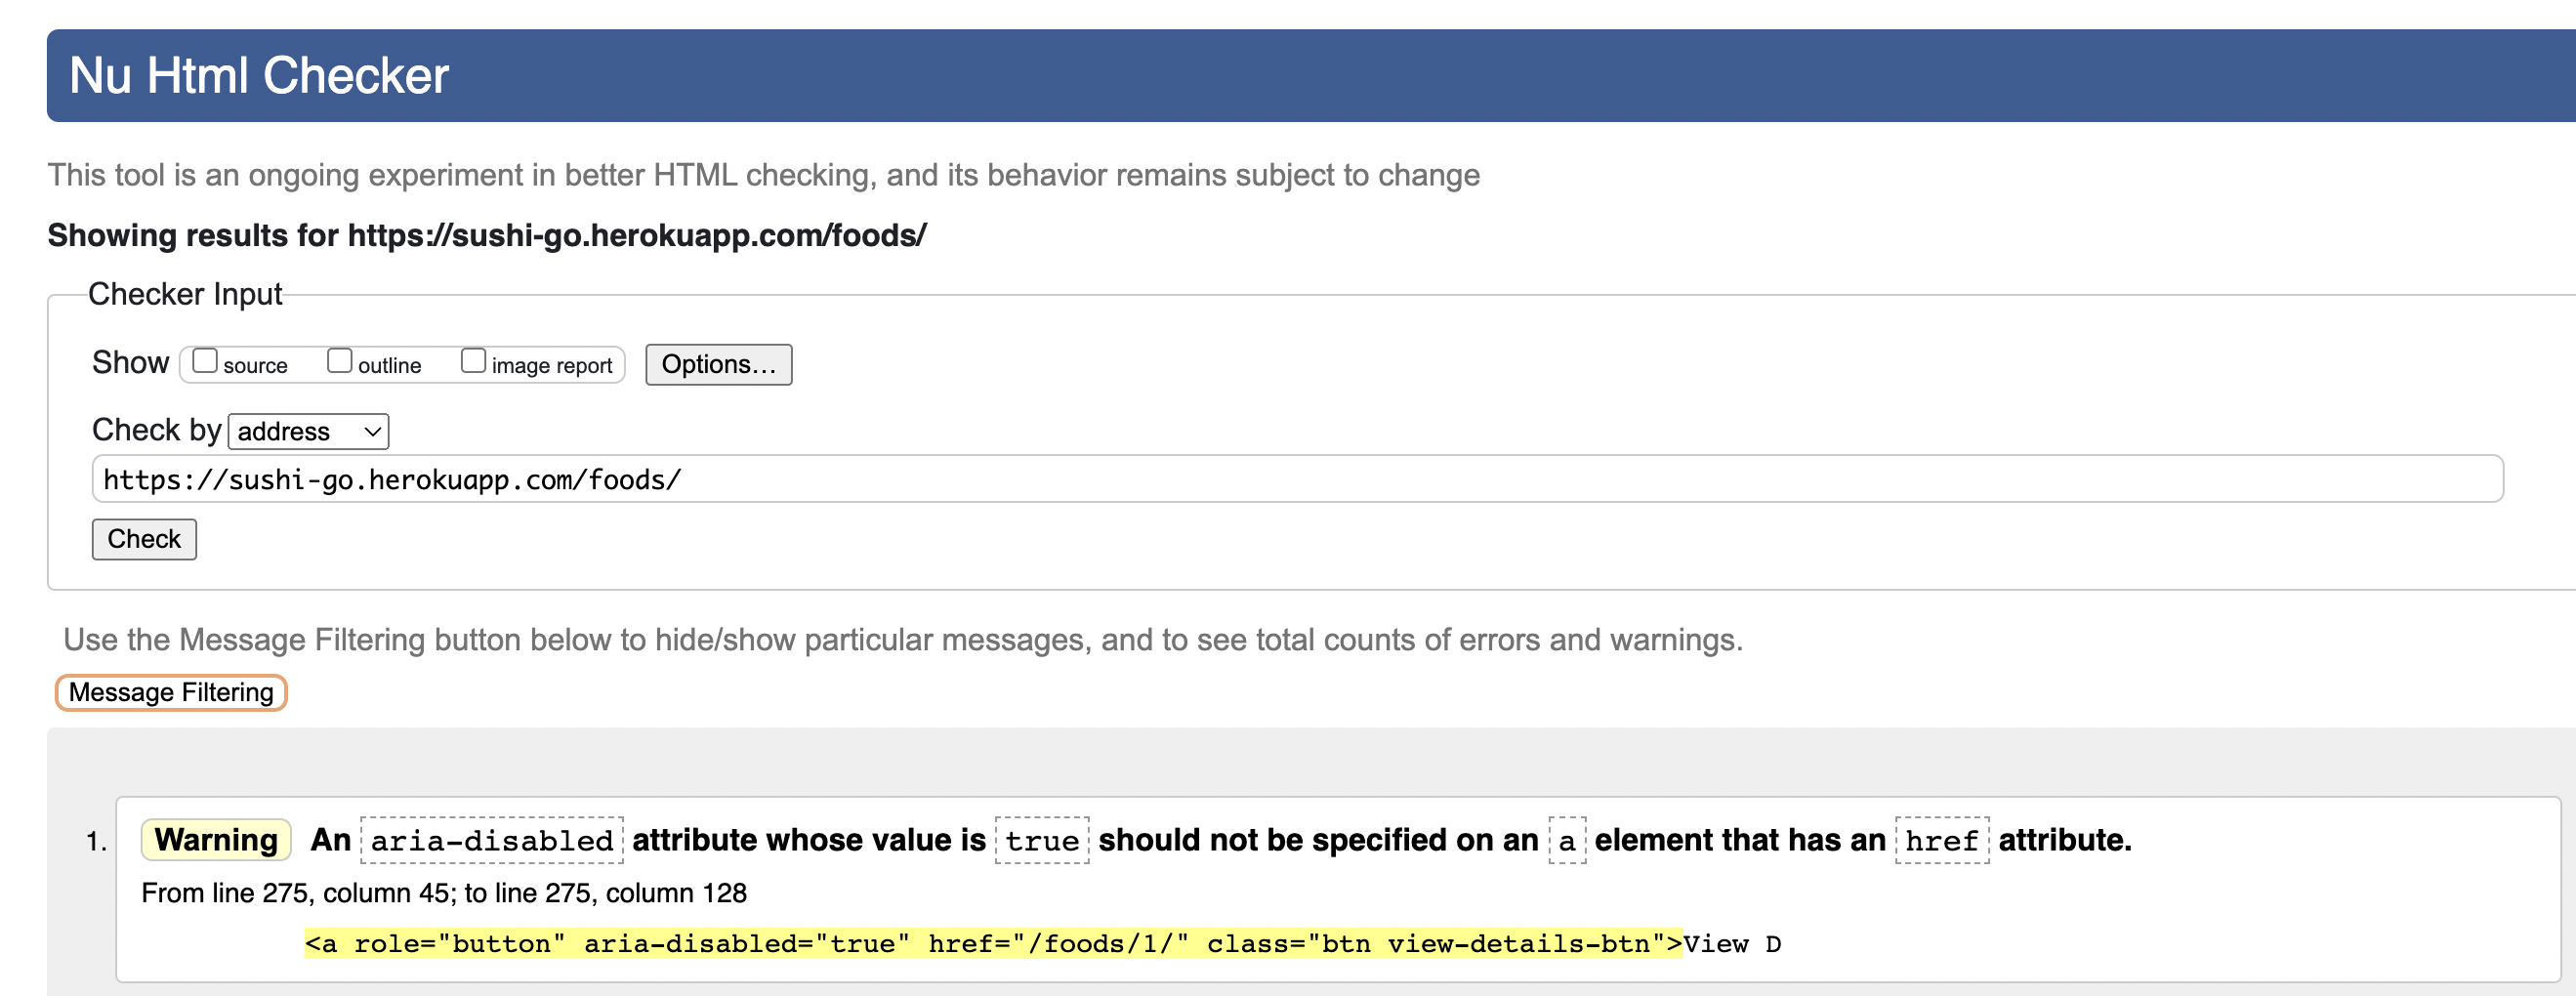 Nu Html Checker
This tool is an ongoing experiment in better HTML checking, and its behavior remains subject to change
Showing results for https://sushi-go.herokuapp.com/foods/
Checker Input
Show source outline image report Options...
Check by address
https://sushi-go.herokuapp.com/foods/
Check
Use the Message Filtering button below to hide/show particular messages, and to see total counts of errors and warnings.
Message Filtering
1. Warning An aria-disabled attribute whose value is true should not be specified on an a element that has an href attribute.
From line 275, column 45; to line 275, column 128
<a role="button" aria-disabled="true" href="/foods/1/" class="btn view-details-btn">View D